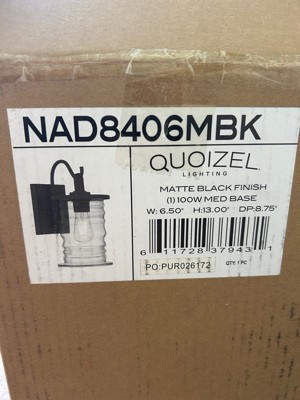 NAD8406MBK
QUOIZEL
LIGHTING
MATTE BLACK FINISH
(1) 100W MED BASE
W: 6.50" H:13.00" DP:8.75"
6 11728 37943 1
PO:PUR026172 QTY: 1 PC